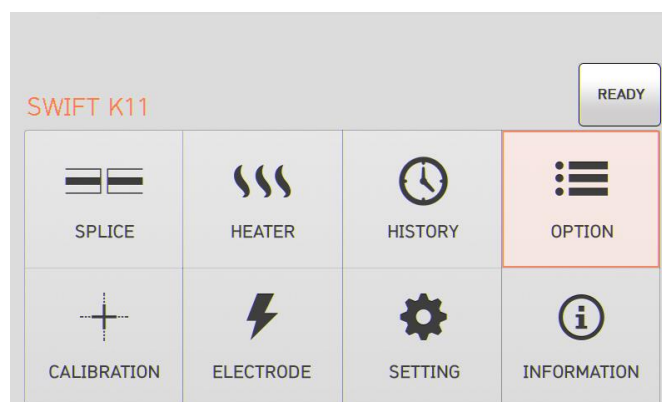 READY
SWIFT K11
SPLICE HEATER HISTORY OPTION
CALIBRATION ELECTRODE SETTING INFORMATION